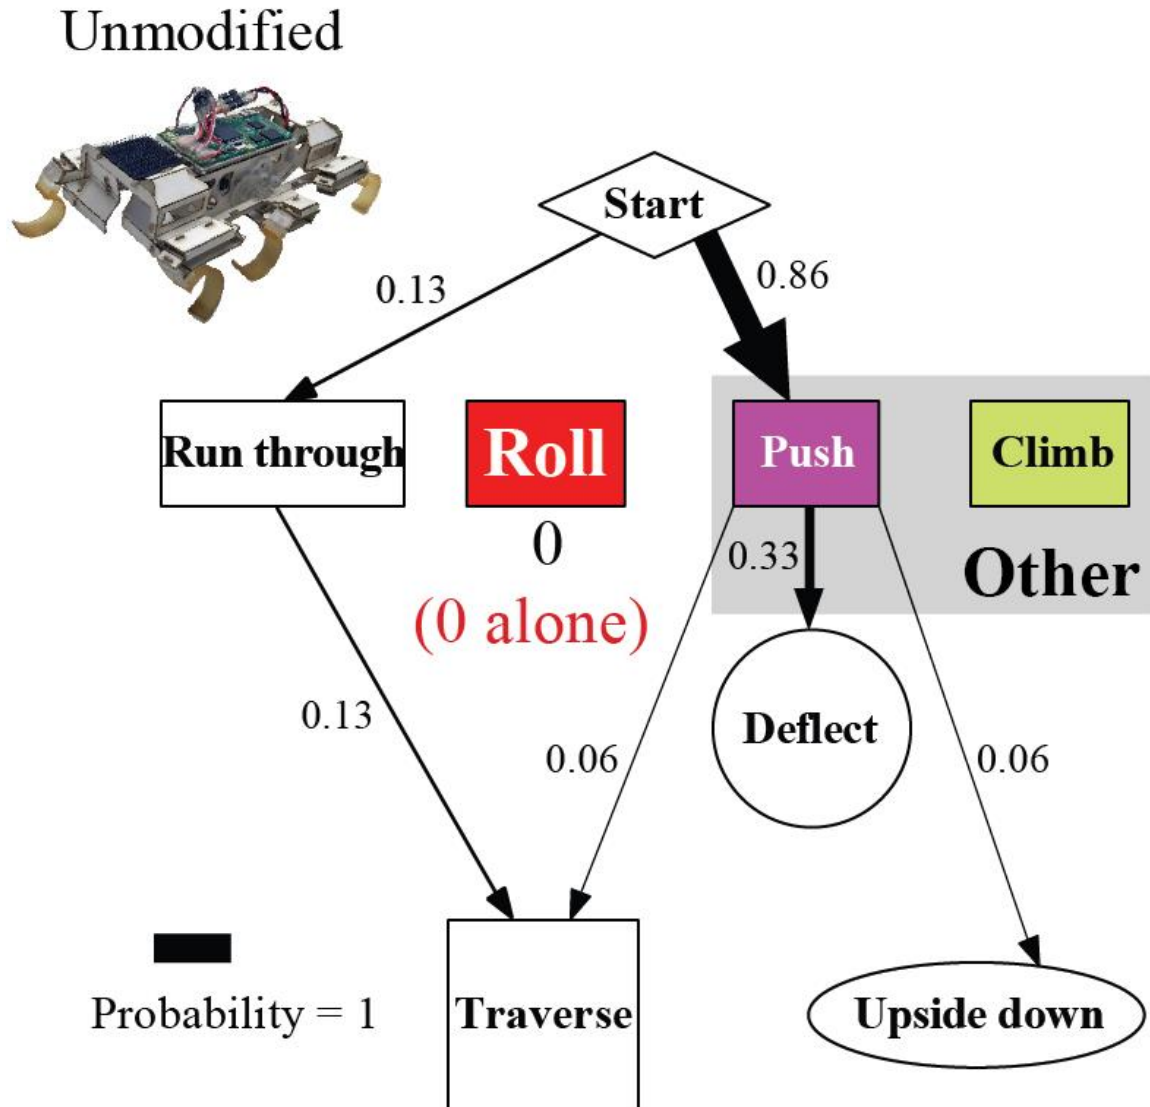 Unmodified
Start
0.13
0.86
Run through
Roll
Push
Climb
0
0.33
Other
(0 alone)
Deflect
0.13
0.06
0.06
Probability = 1
Traverse
Upside down